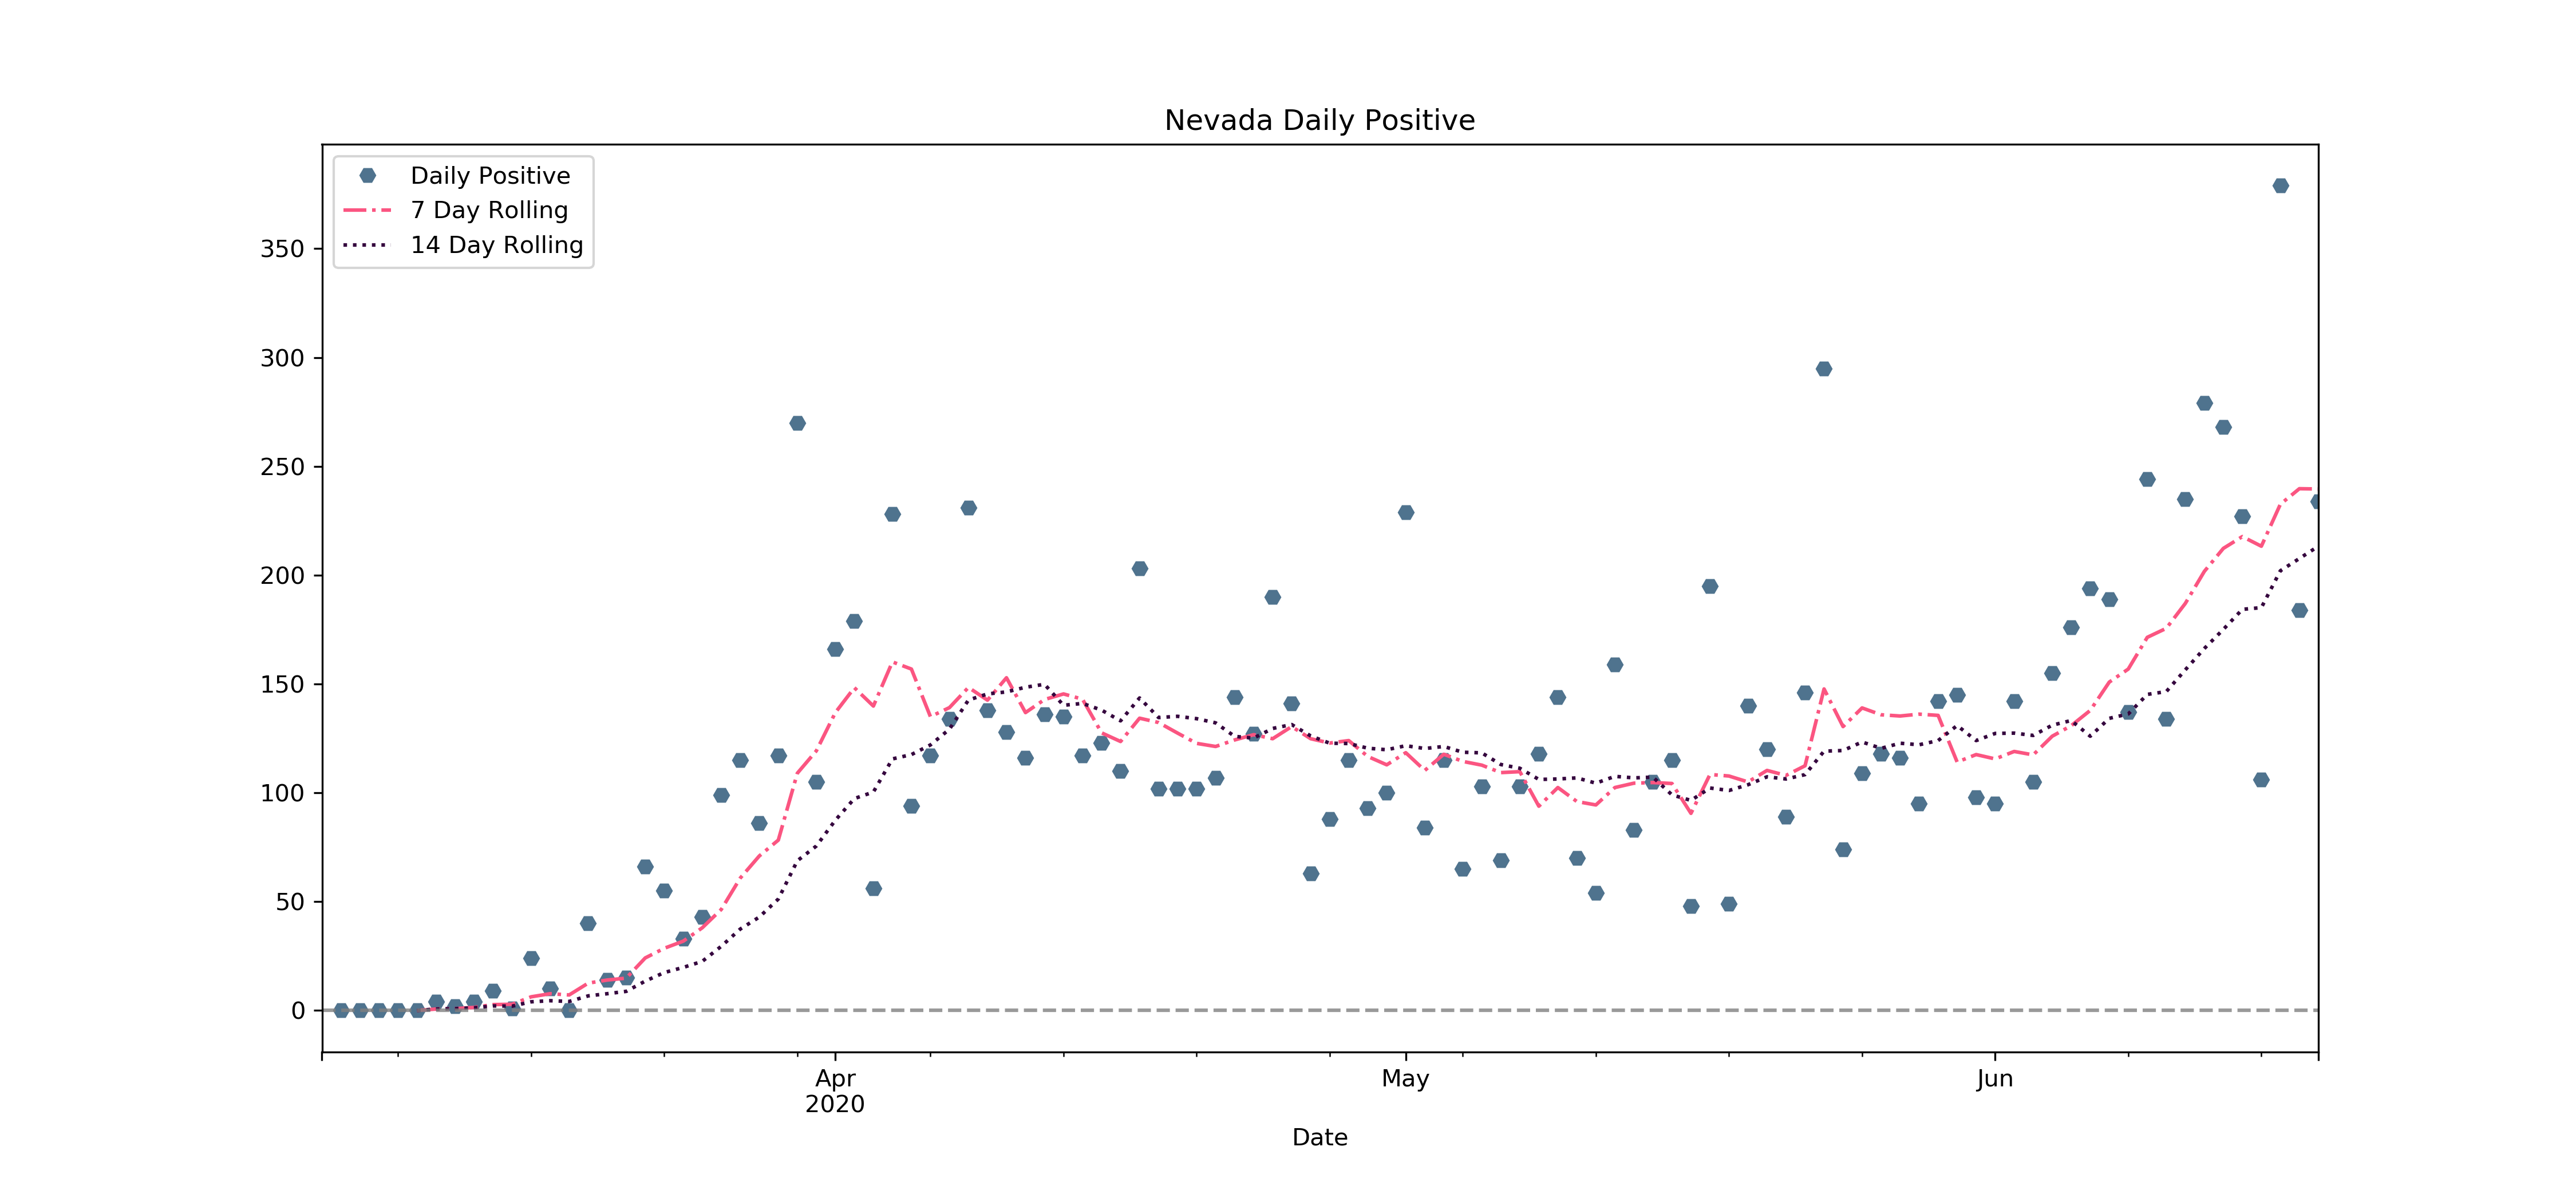 Nevada Daily Positive
Daily Positive
7 Day Rolling
14 Day Rolling
350
300
250
200
150
100
50
0
Apr
2020
May
Jun
Date